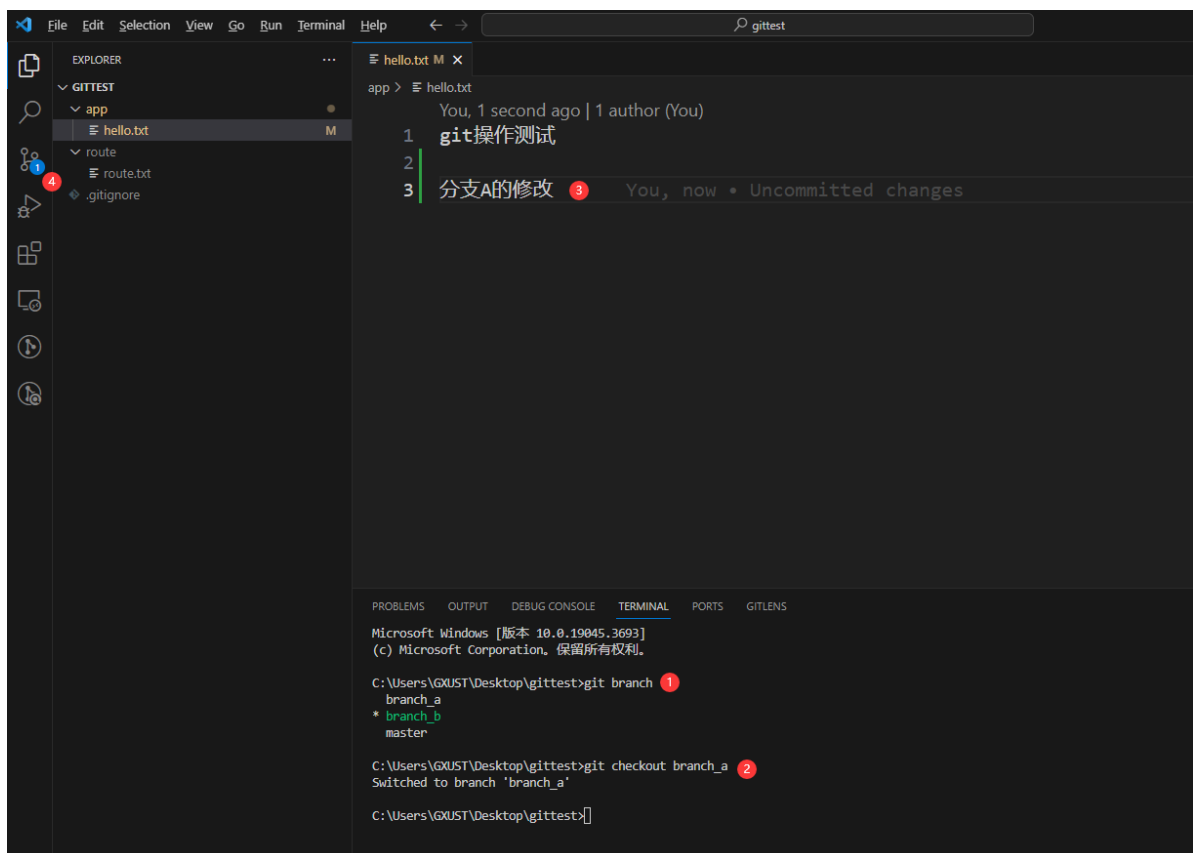 File Edit Selection View Go Run Terminal Help ← → gittest
EXPLORER ···
GITTEST
app
hello.txt M
route
route.txt
.gitignore
1
4
hello.txt M ×
app > hello.txt
You, 1 second ago | 1 author (You)
1 git操作测试
2
3 分支A的修改 3 You, now • Uncommitted changes
PROBLEMS OUTPUT DEBUG CONSOLE TERMINAL PORTS GITLENS
Microsoft Windows [版本 10.0.19045.3693]
(c) Microsoft Corporation。保留所有权利。
C:\Users\GXUST\Desktop\gittest>git branch 1
branch_a
* branch_b
master
C:\Users\GXUST\Desktop\gittest>git checkout branch_a 2
Switched to branch 'branch_a'
C:\Users\GXUST\Desktop\gittest>